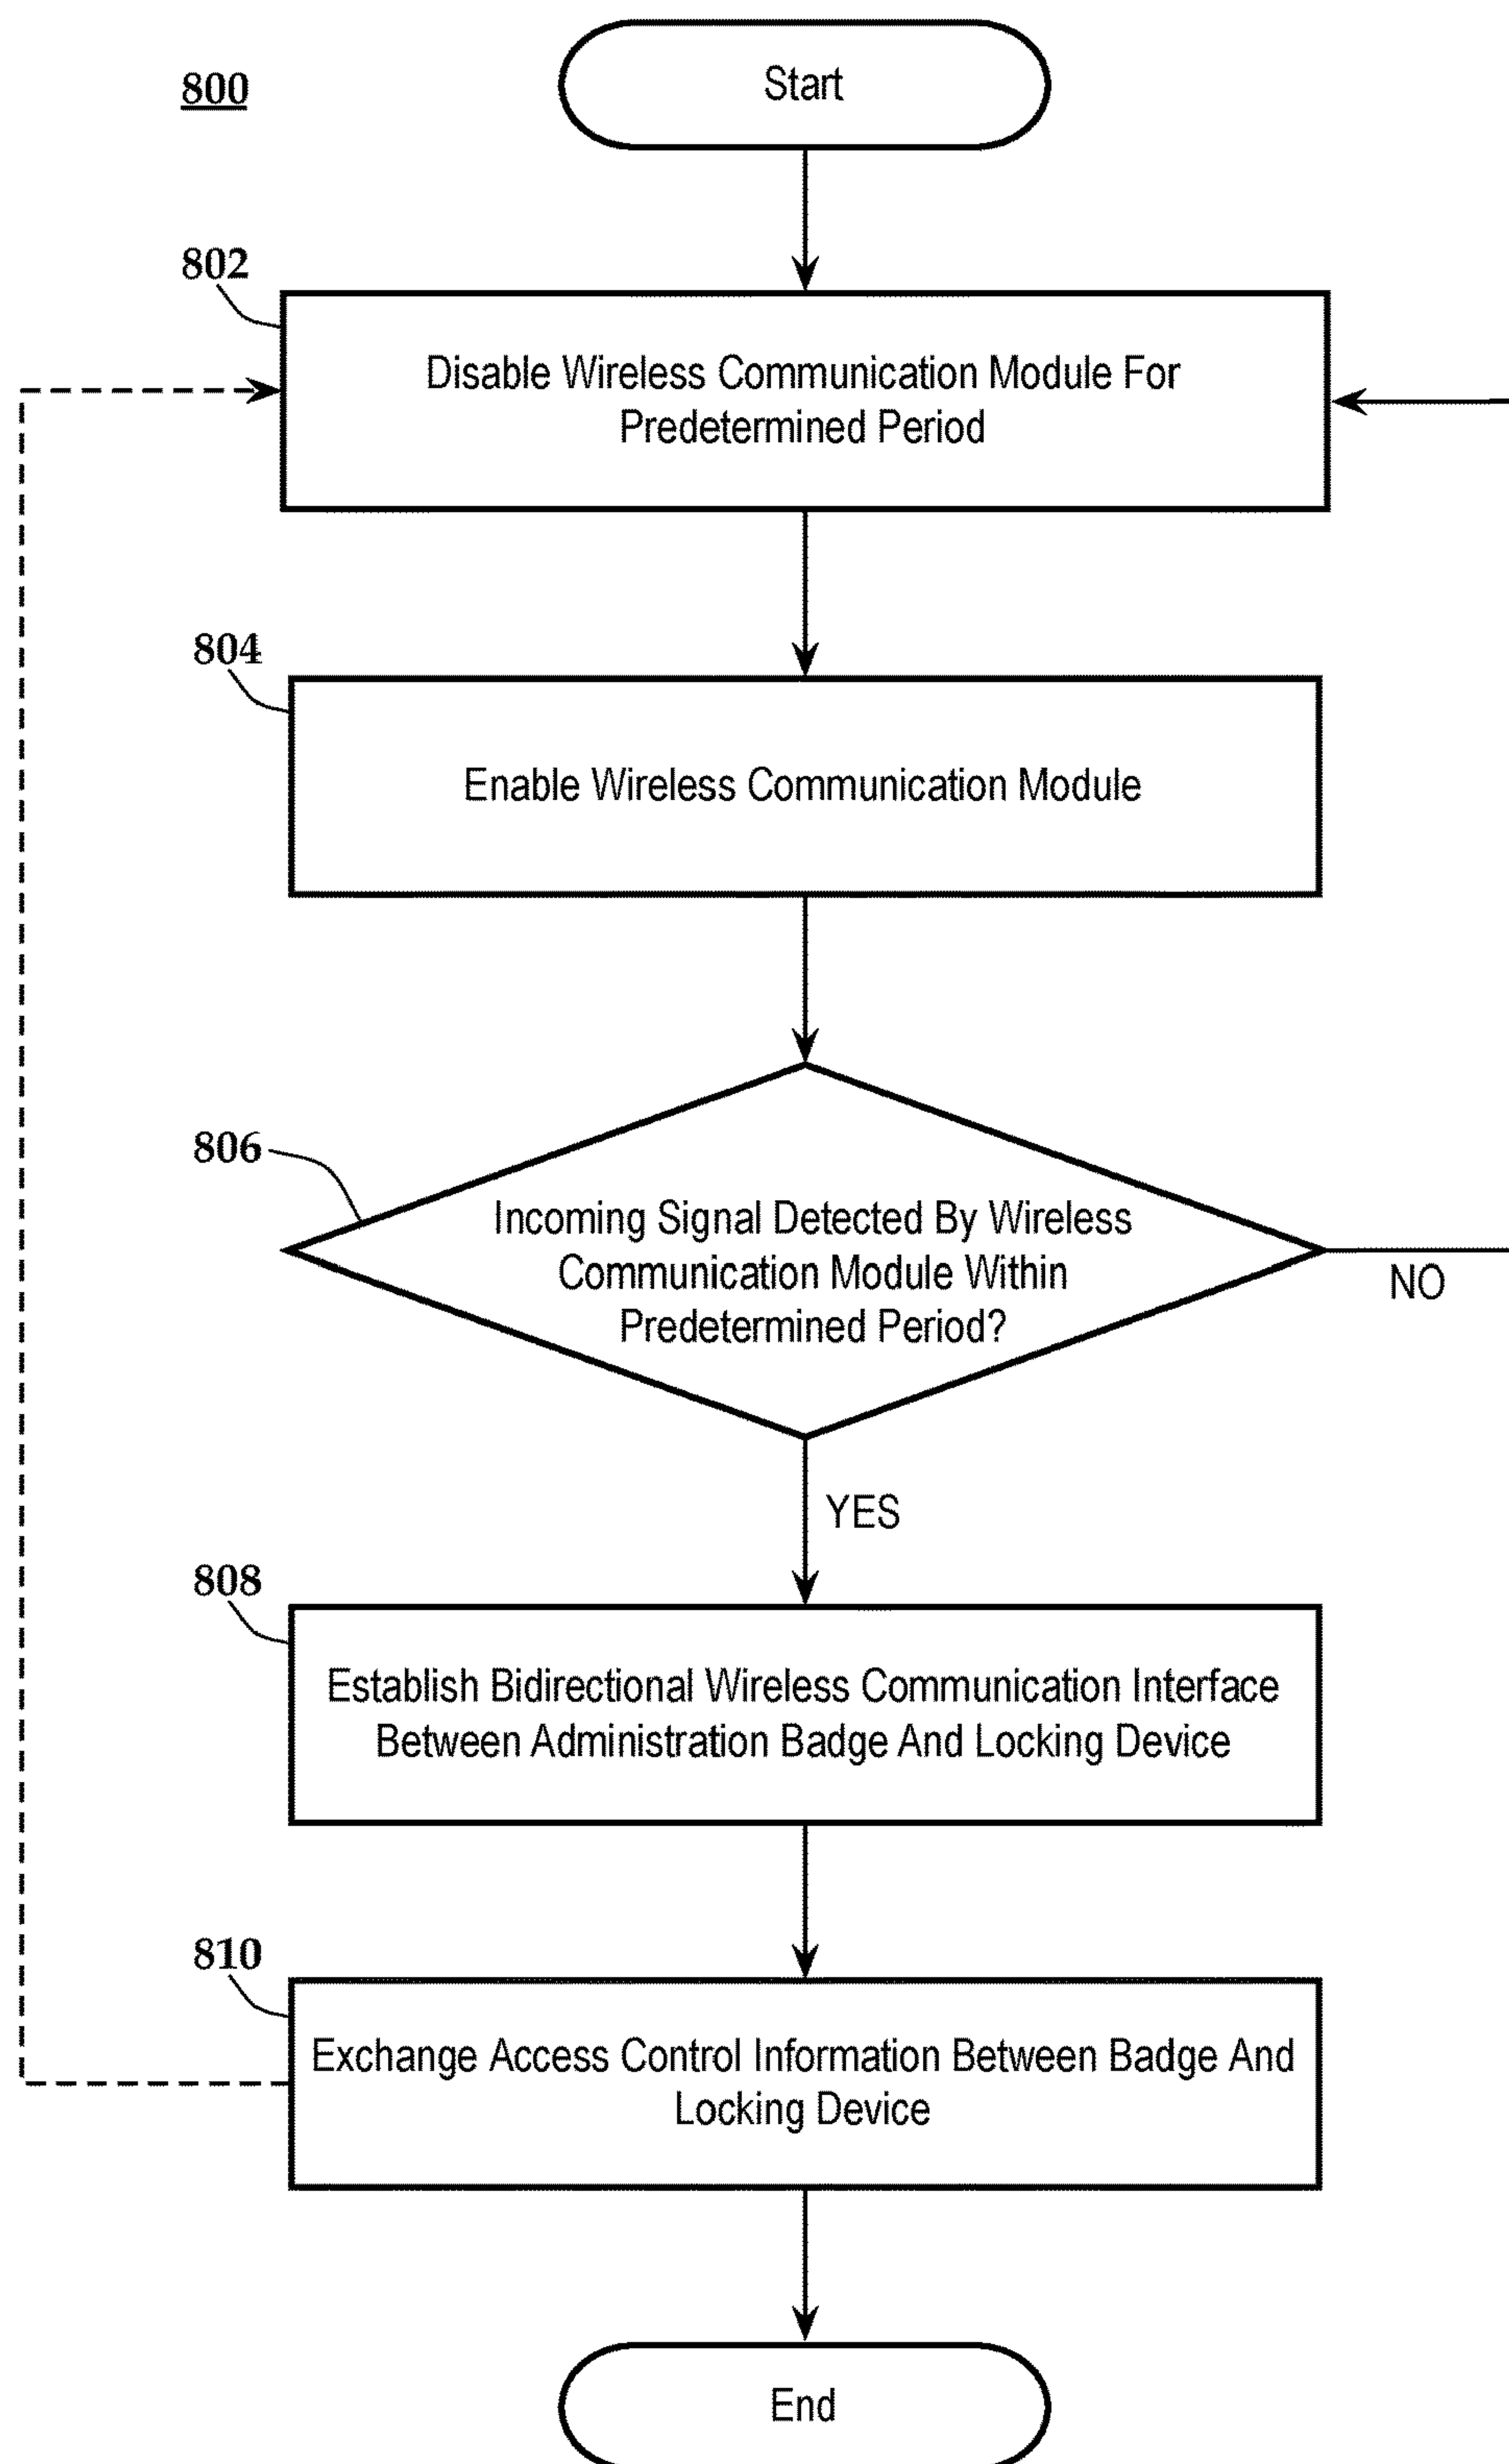 800
Start
802
Disable Wireless Communication Module For
Predetermined Period
804
Enable Wireless Communication Module
806
Incoming Signal Detected By Wireless
Communication Module Within
Predetermined Period?
NO
YES
808
Establish Bidirectional Wireless Communication Interface
Between Administration Badge And Locking Device
810
Exchange Access Control Information Between Badge And
Locking Device
End